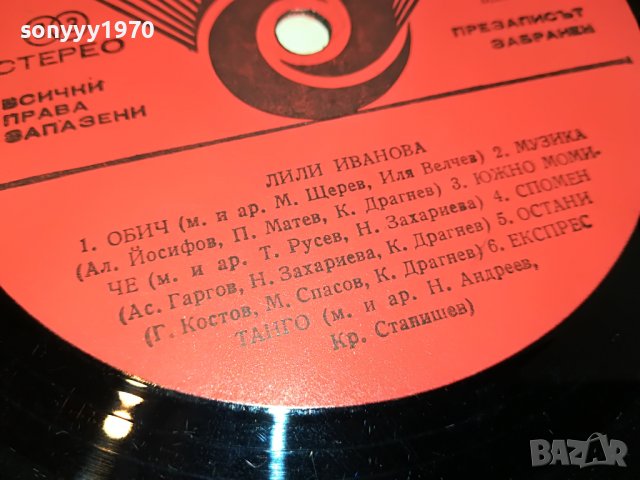 sonyyy1970
СТЕРЕО
ВСИЧКИ
ПРАВА
ЗАПАЗЕНИ
ПРЕЗАПИСЪТ
ЗАБРАНЕН
ЛИЛИ ИВАНОВА
1. ОБИЧ (м. и ар. М. Щерев, Иля Велчев) 2. МУЗИКА
(Ал. Йосифов, П. Матев, К. Драгнев) 3. ЮЖНО МОМИ-
ЧЕ (м. и ар. Т. Русев, Н. Захариева) 4. СПОМЕН
(Ас. Гаргов, Н. Захариева, К. Драгнев) 5. ОСТАНИ
(Г. Костов, М. Спасов, К. Драгнев) 6. ЕКСПРЕС
ТАНГО (м. и ар. Н. Андреев,
Кр. Станишев)
BAZAR